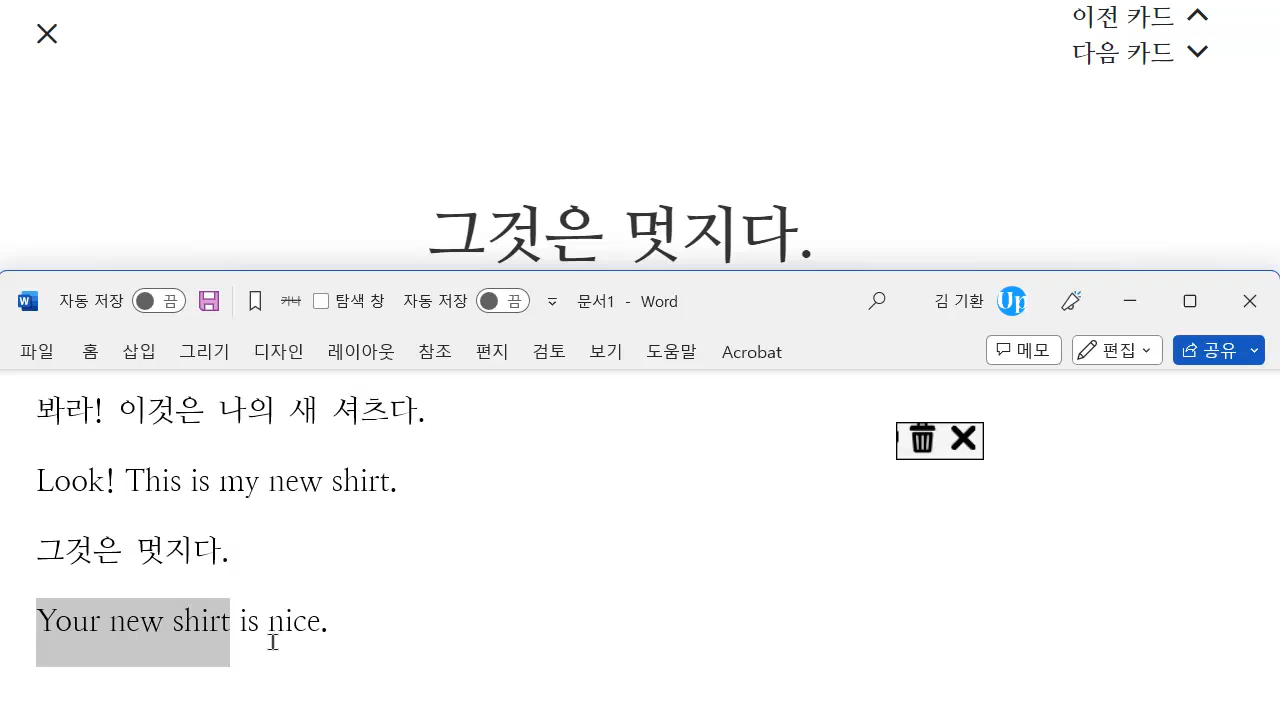 이전 카드
다음 카드
그것은 멋지다.
자동 저장 끔 가나 탐색 창 자동 저장 끔 문서1 - Word 김 기환 Up
파일 홈 삽입 그리기 디자인 레이아웃 참조 편지 검토 보기 도움말 Acrobat 메모 편집 공유
봐라! 이것은 나의 새 셔츠다.
Look! This is my new shirt.
그것은 멋지다.
Your new shirt is nice.